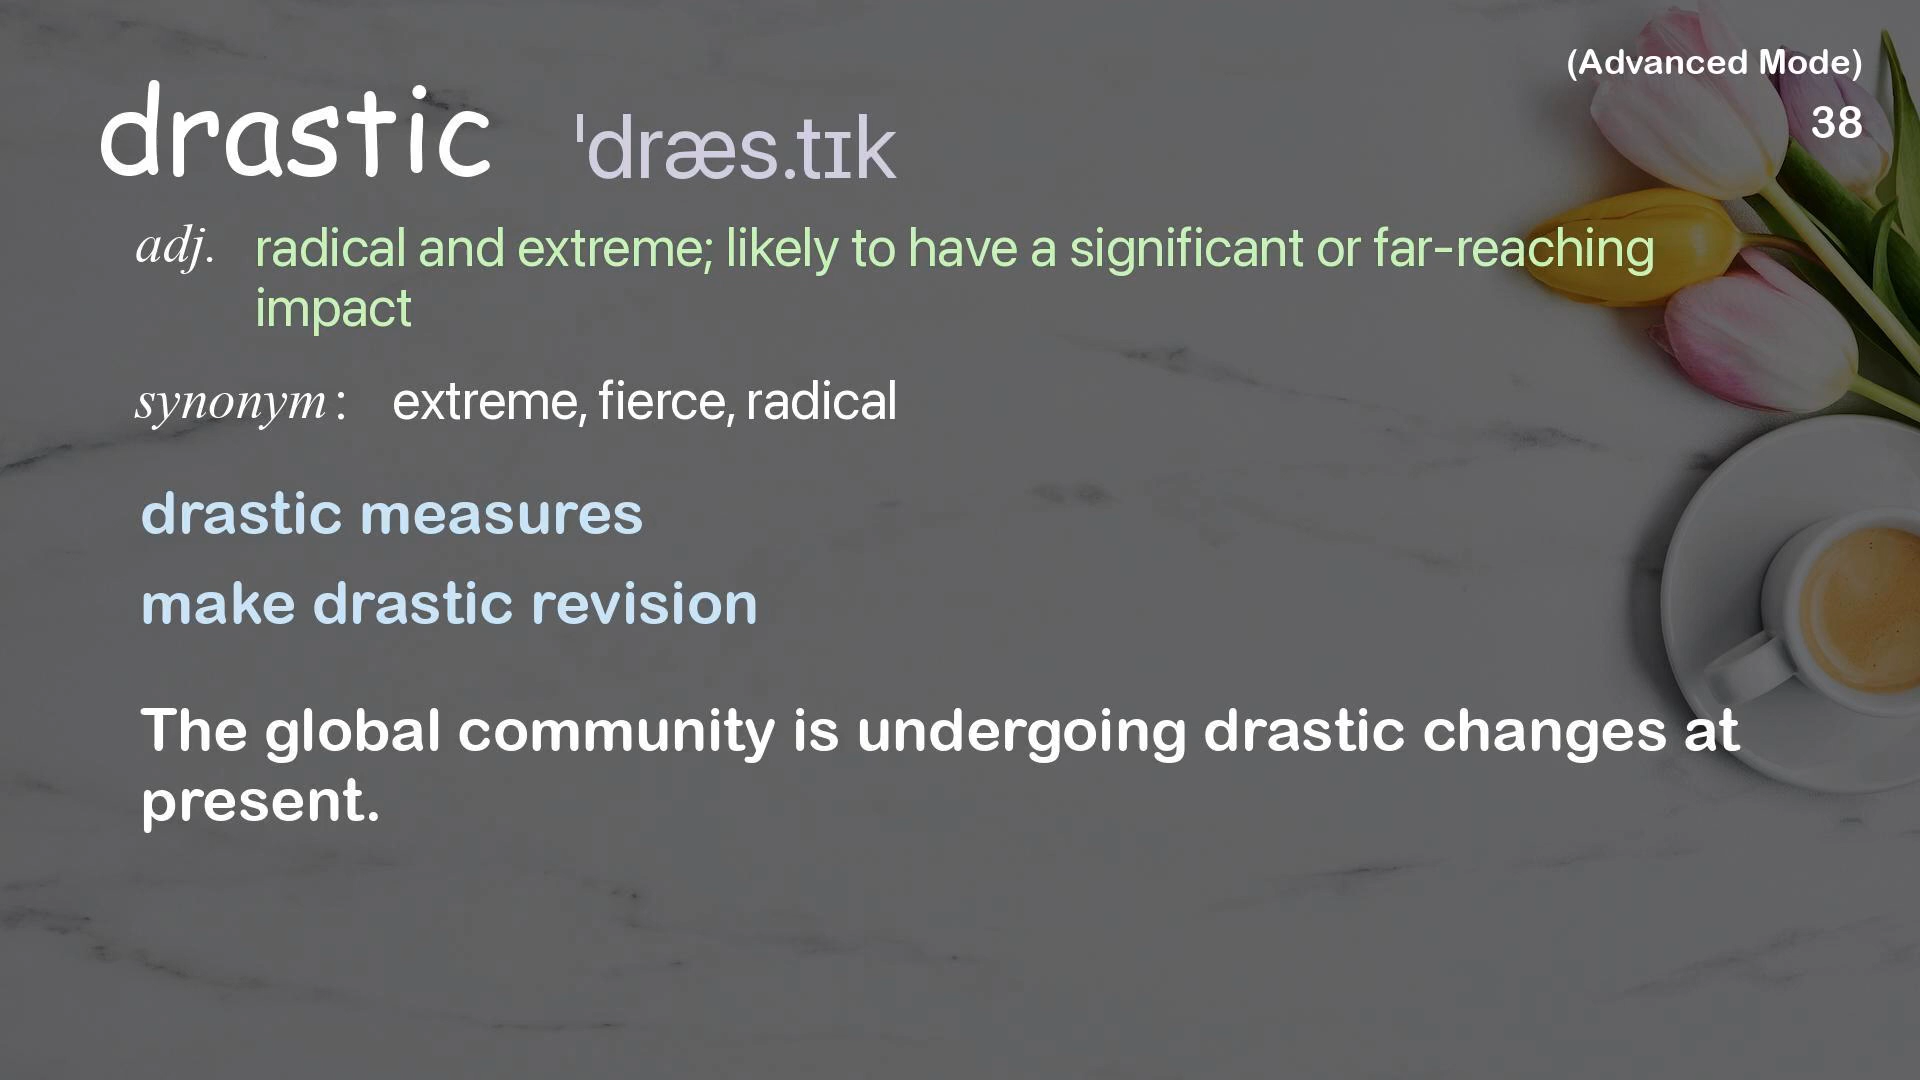 (Advanced Mode)
drastic ˈdræs.tɪk
38
adj. radical and extreme; likely to have a significant or far-reaching
impact
synonym: extreme, fierce, radical
drastic measures
make drastic revision
The global community is undergoing drastic changes at
present.